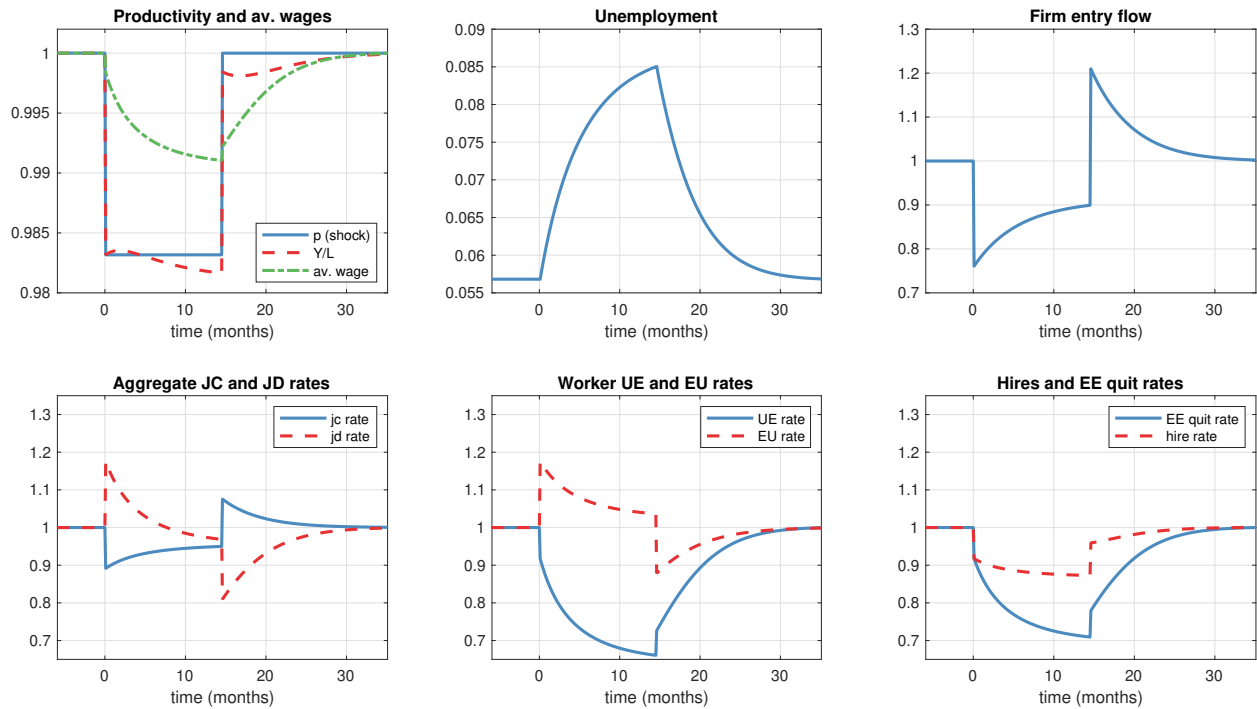 Productivity and av. wages
1
0.995
0.99
0.985
0.98
p (shock)
Y/L
av. wage
0 10 20 30
time (months)
Unemployment
0.09
0.085
0.08
0.075
0.07
0.065
0.06
0.055
0 10 20 30
time (months)
Firm entry flow
1.3
1.2
1.1
1
0.9
0.8
0.7
0 10 20 30
time (months)
Aggregate JC and JD rates
1.3
1.2
1.1
1
0.9
0.8
0.7
jc rate
jd rate
0 10 20 30
time (months)
Worker UE and EU rates
1.3
1.2
1.1
1
0.9
0.8
0.7
UE rate
EU rate
0 10 20 30
time (months)
Hires and EE quit rates
1.3
1.2
1.1
1
0.9
0.8
0.7
EE quit rate
hire rate
0 10 20 30
time (months)